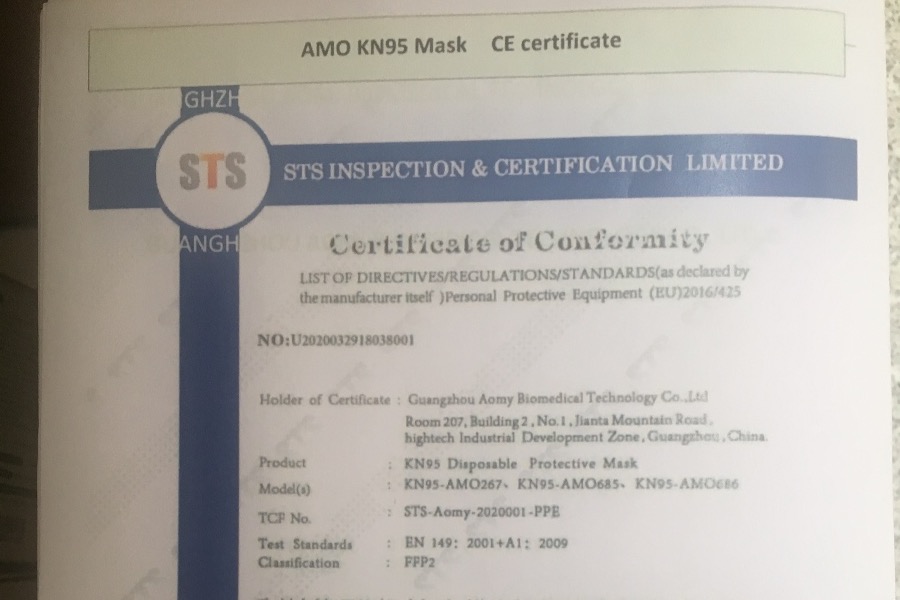 AMO KN95 Mask CE certificate
GHZH
STS
STS INSPECTION & CERTIFICATION LIMITED
ANGH
Certificate of Conformity
LIST OF DIRECTIVES/REGULATIONS/STANDARDS(as declared by
the manufacturer itself )Personal Protective Equipment (EU)2016/425
NO:U2020032918038001
Holder of Certificate : Guangzhou Aomy Biomedical Technology Co.,Ltd
Room 207, Building 2, No.1, Jianta Mountain Road,
hightech Industrial Development Zone, Guangzhou, China.
Product : KN95 Disposable Protective Mask
Model(s) : KN95-AMO267、KN95-AMO685、KN95-AMO686
TCF No. : STS-Aomy-2020001-PPE
Test Standards : EN 149: 2001+A1: 2009
Classification : FFP2